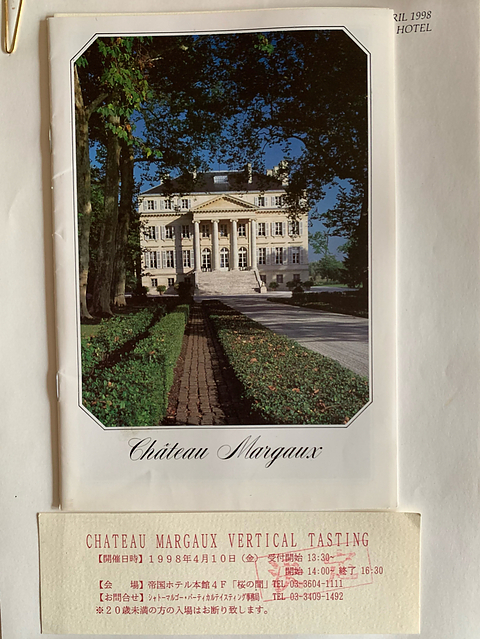 RIL 1998
HOTEL
Château Margaux
CHATEAU MARGAUX VERTICAL TASTING
【開催日時】1998年4月10日（金） 受付開始 13:30~
開始 14:00~ 終了 16:30
【会　　場】帝国ホテル本館4F「桜の間」TEL 03-3504-1111
【お問合せ】シャトーマルゴー・バーティカルテイスティング事務局 TEL 03-3409-1492
※20歳未満の方の入場はお断り致します。